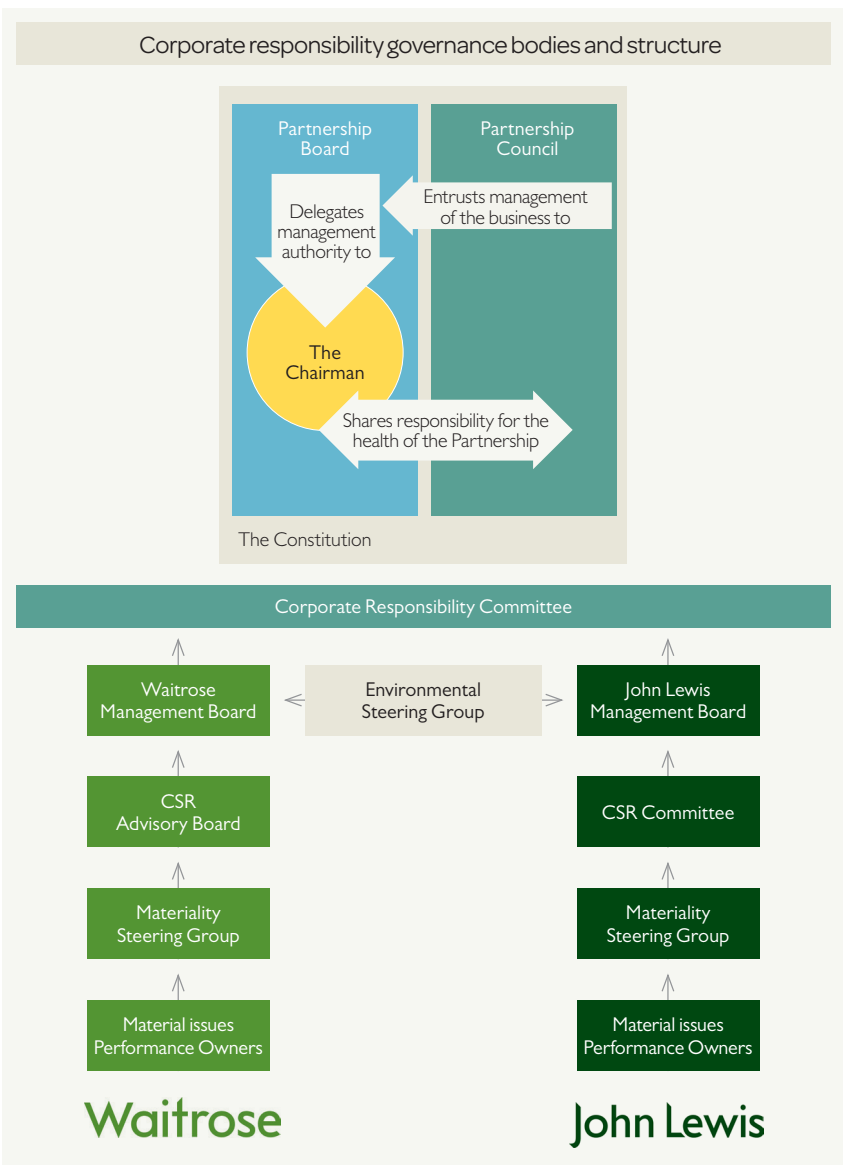 Corporate responsibility governance bodies and structure
Partnership
Board
Partnership
Council
Delegates
management
authority to
Entrusts management
of the business to
The
Chairman
Shares responsibility for the
health of the Partnership
The Constitution
Corporate Responsibility Committee
Waitrose
Management Board
Environmental
Steering Group
John Lewis
Management Board
CSR
Advisory Board
CSR Committee
Materiality
Steering Group
Materiality
Steering Group
Material issues
Performance Owners
Material issues
Performance Owners
Waitrose
John Lewis